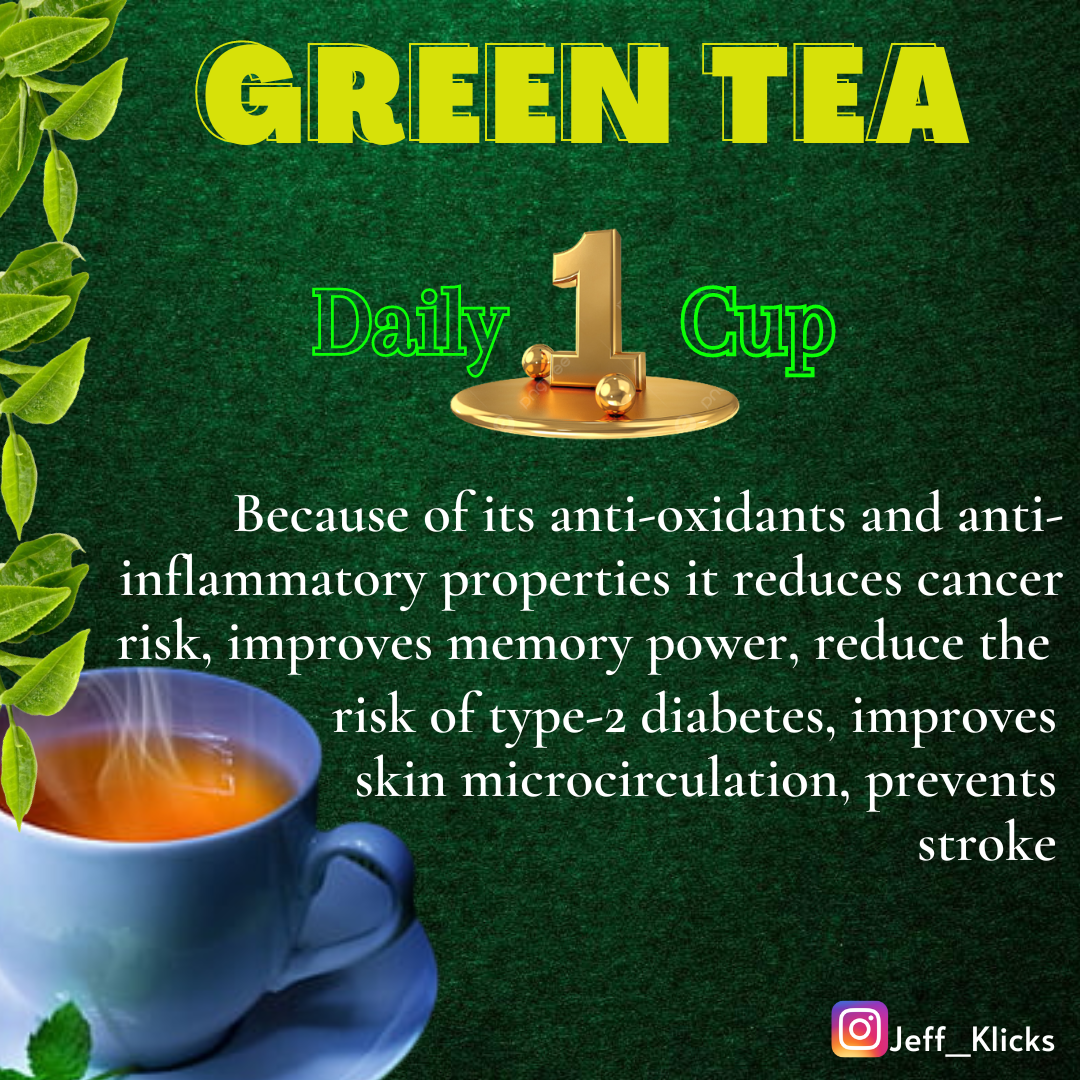 GREEN TEA
Daily 1 Cup
Because of its anti-oxidants and anti-
inflammatory properties it reduces cancer
risk, improves memory power, reduce the
risk of type-2 diabetes, improves
skin microcirculation, prevents
stroke
Jeff__Klicks